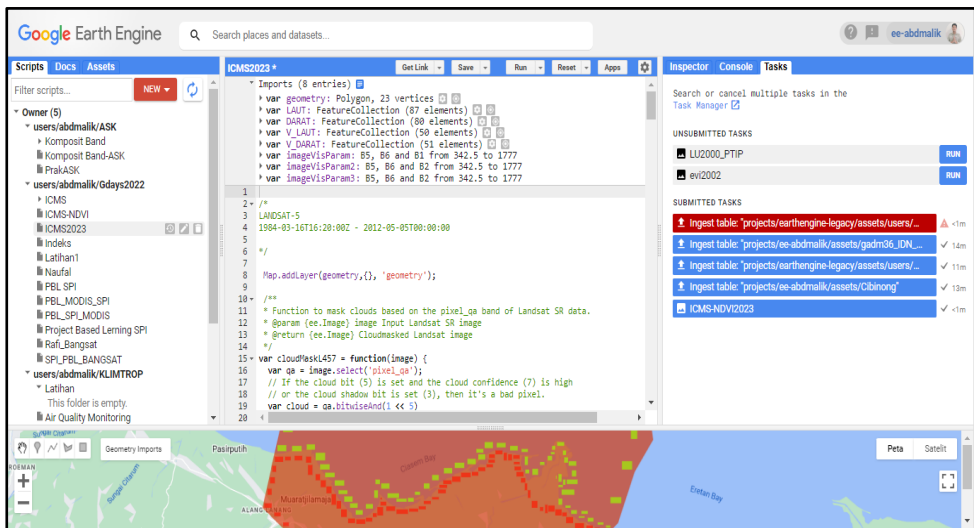 Google Earth Engine
Search places and datasets...
ee-abdmalik
Scripts Docs Assets
Filter scripts...
NEW
Owner (5)
users/abdmalik/ASK
Komposit Band
Komposit Band-ASK
PrakASK
users/abdmalik/Gdays2022
ICMS
ICMS-NDVI
ICMS2023
Indeks
Latihan1
Naufal
PBL SPI
PBL_MODIS_SPI
PBL_SPI_MODIS
Project Based Lerning SPI
Rafi_Bangsat
SPI_PBL_BANGSAT
users/abdmalik/KLIMTROP
Latihan
This folder is empty.
Air Quality Monitoring
ICMS2023 *
Get Link Save Run Reset Apps
Imports (8 entries)
var geometry: Polygon, 23 vertices
var LAUT: FeatureCollection (87 elements)
var DARAT: FeatureCollection (80 elements)
var V_LAUT: FeatureCollection (50 elements)
var V_DARAT: FeatureCollection (51 elements)
var imageVisParam: B5, B6 and B1 from 342.5 to 1777
var imageVisParam2: B5, B6 and B2 from 342.5 to 1777
var imageVisParam3: B5, B6 and B2 from 342.5 to 1777
1
2 /*
3 LANDSAT-5
4 1984-03-16T16:20:00Z - 2012-05-05T00:00:00
5
6 */
7
8 Map.addLayer(geometry,{}, 'geometry');
9
10 /**
11 * Function to mask clouds based on the pixel_qa band of Landsat SR data.
12 * @param {ee.Image} image Input Landsat SR image
13 * @return {ee.Image} Cloudmasked Landsat image
14 */
15 var cloudMaskL457 = function(image) {
16 var qa = image.select('pixel_qa');
17 // If the cloud bit (5) is set and the cloud confidence (7) is high
18 // or the cloud shadow bit is set (3), then it's a bad pixel.
19 var cloud = qa.bitwiseAnd(1 << 5)
20
Inspector Console Tasks
Search or cancel multiple tasks in the
Task Manager
UNSUBMITTED TASKS
LU2000_PTIP RUN
evi2002 RUN
SUBMITTED TASKS
Ingest table: "projects/earthengine-legacy/assets/users/... <1m
Ingest table: "projects/ee-abdmalik/assets/gadm36_IDN_... 14m
Ingest table: "projects/earthengine-legacy/assets/users/... 11m
Ingest table: "projects/ee-abdmalik/assets/Cibinong" 13m
ICMS-NDVI2023 <1m
Geometry Imports
Pasirputih
Peta Satelit
Sungai Citarum
Ciasem Bay
Muaratjilamaja
Eretan Bay